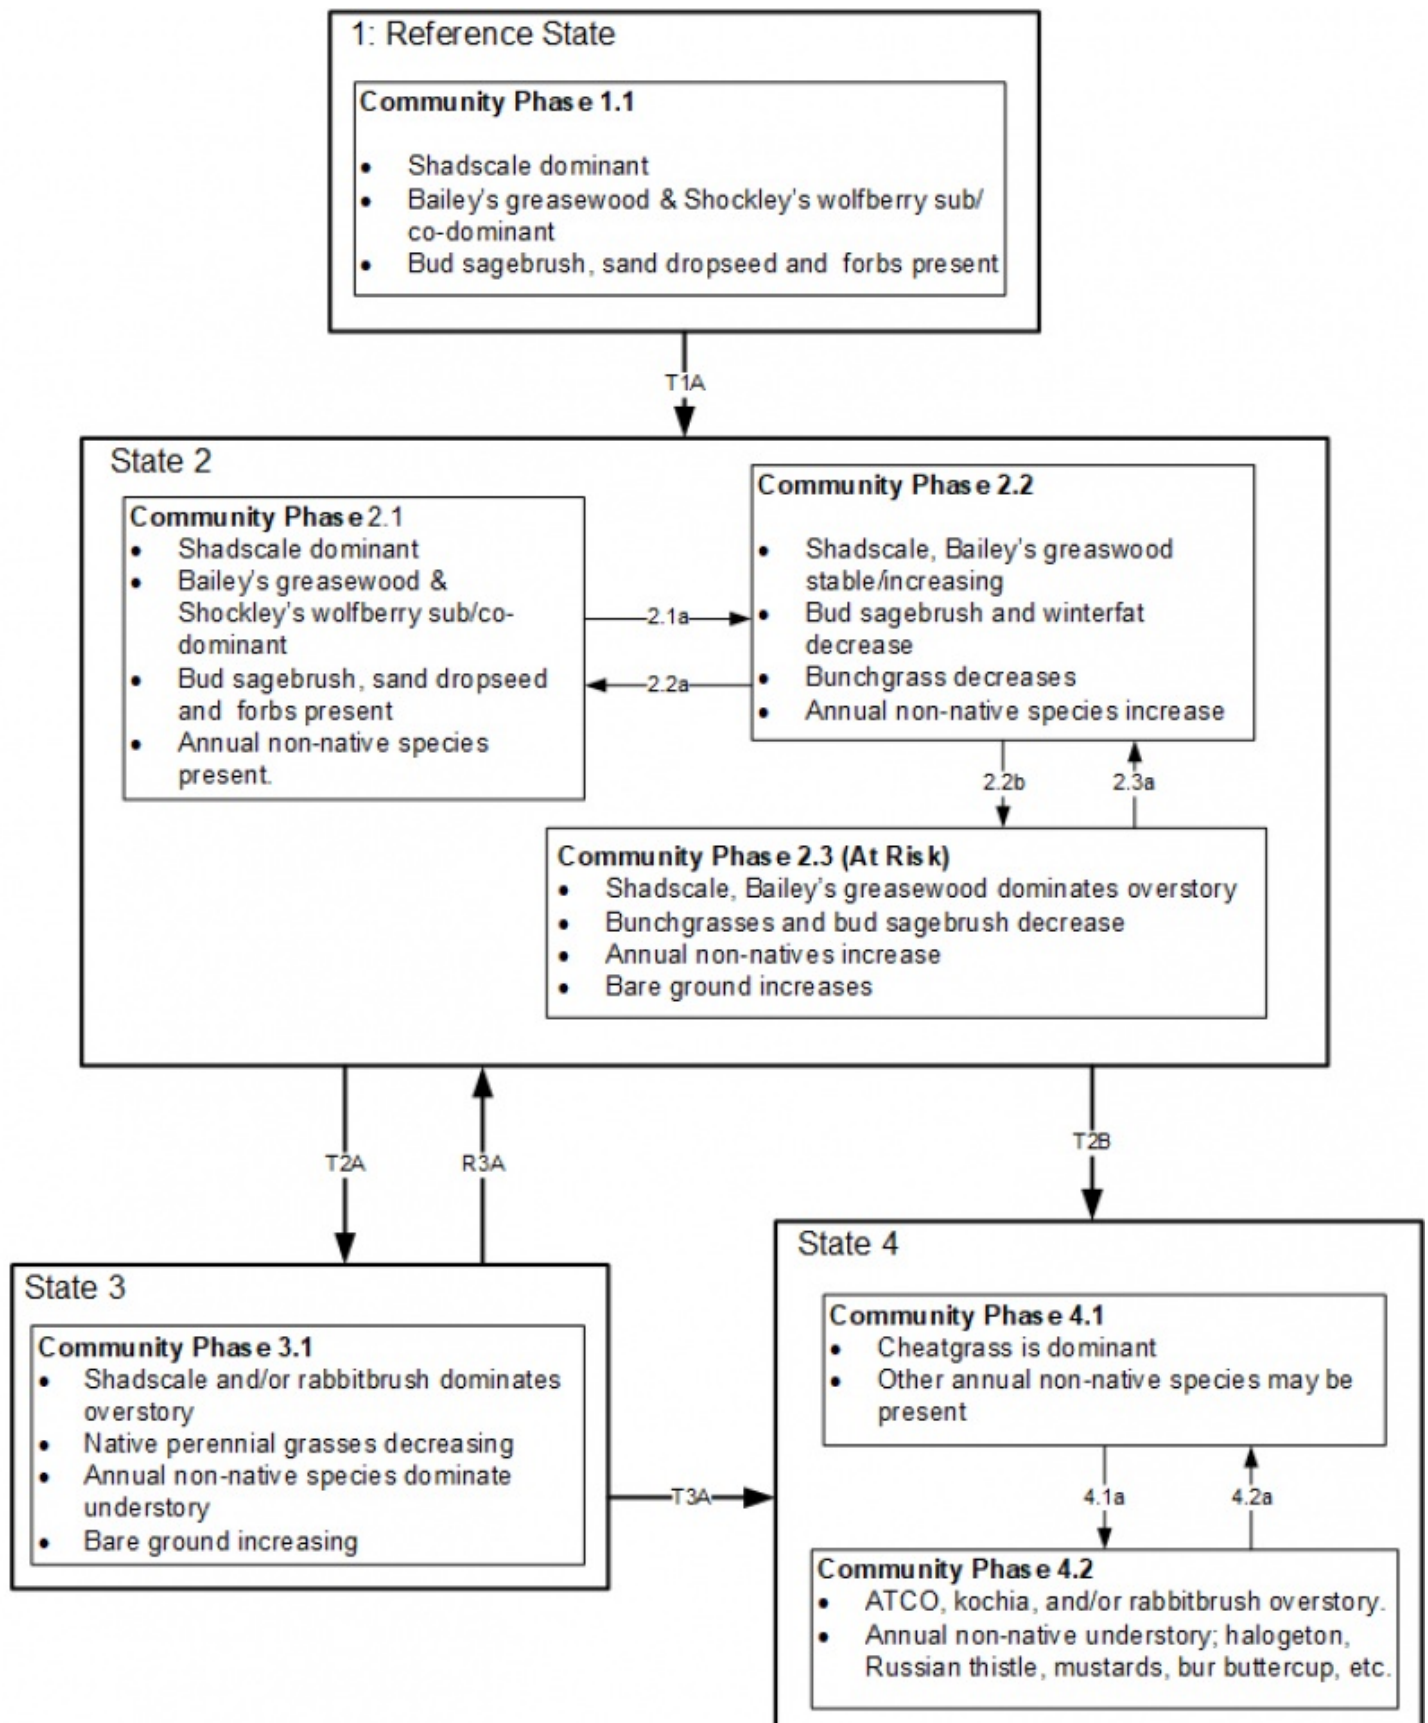 1: Reference State
Community Phase 1.1
• Shadscale dominant
• Bailey's greasewood & Shockley's wolfberry sub/
co-dominant
• Bud sagebrush, sand dropseed and forbs present
T1A
State 2
Community Phase 2.1
• Shadscale dominant
• Bailey's greasewood &
Shockley's wolfberry sub/co-
dominant
• Bud sagebrush, sand dropseed
and forbs present
• Annual non-native species
present.
2.1a
2.2a
Community Phase 2.2
• Shadscale, Bailey's greaswood
stable/increasing
• Bud sagebrush and winterfat
decrease
• Bunchgrass decreases
• Annual non-native species increase
2.2b
2.3a
Community Phase 2.3 (At Risk)
• Shadscale, Bailey's greasewood dominates overstory
• Bunchgrasses and bud sagebrush decrease
• Annual non-natives increase
• Bare ground increases
T2A
R3A
T2B
State 3
Community Phase 3.1
• Shadscale and/or rabbitbrush dominates
overstory
• Native perennial grasses decreasing
• Annual non-native species dominate
understory
• Bare ground increasing
T3A
State 4
Community Phase 4.1
• Cheatgrass is dominant
• Other annual non-native species may be
present
4.1a
4.2a
Community Phase 4.2
• ATCO, kochia, and/or rabbitbrush overstory.
• Annual non-native understory; halogeton,
Russian thistle, mustards, bur buttercup, etc.